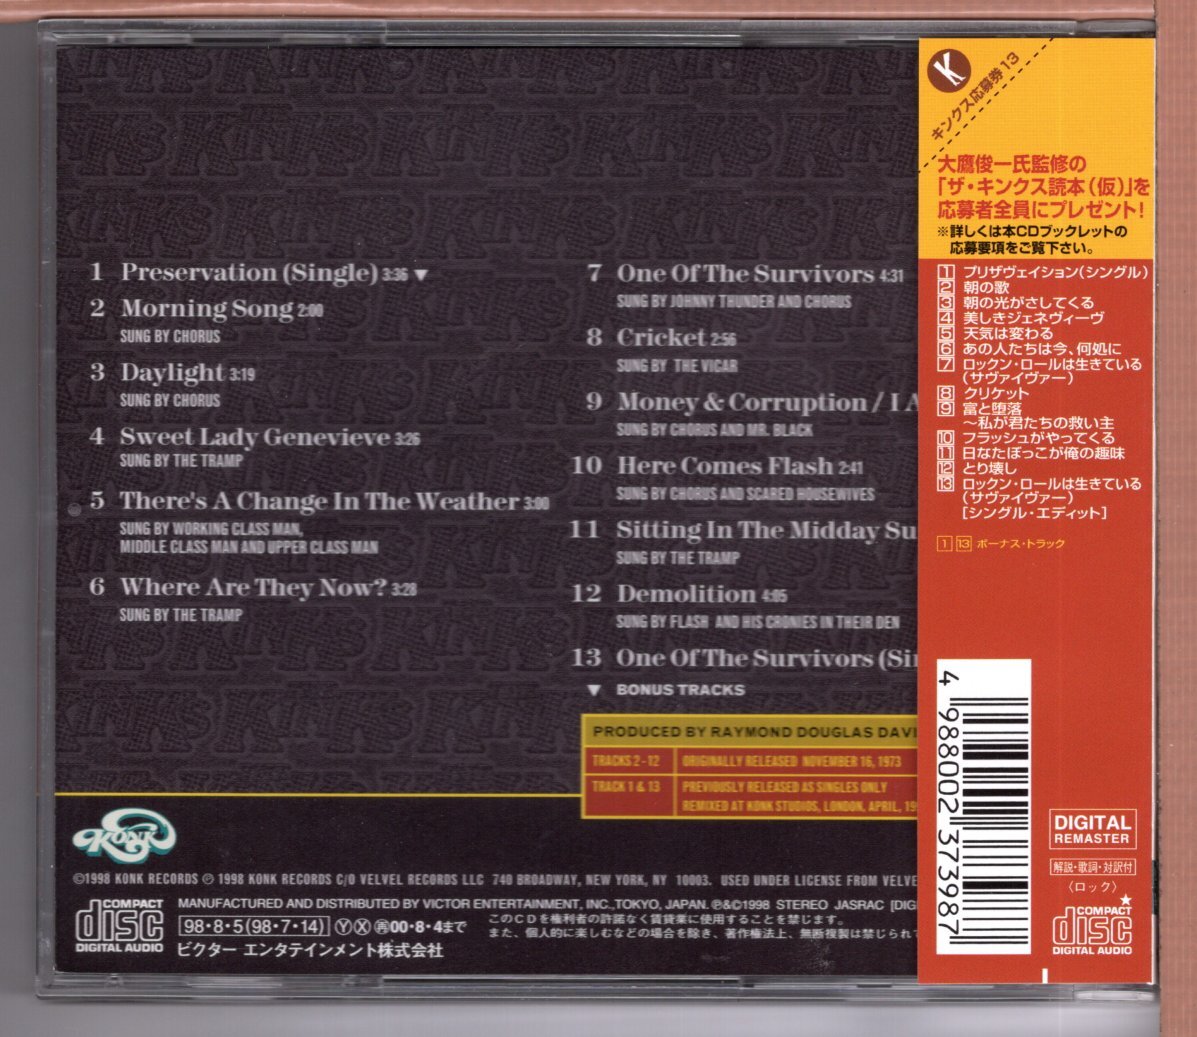 1 Preservation (Single) 3:36 ▼
2 Morning Song 2:00
SUNG BY CHORUS
3 Daylight 3:19
SUNG BY CHORUS
4 Sweet Lady Genevieve 3:26
SUNG BY THE TRAMP
5 There's A Change In The Weather 3:00
SUNG BY WORKING CLASS MAN,
MIDDLE CLASS MAN AND UPPER CLASS MAN
6 Where Are They Now? 3:28
SUNG BY THE TRAMP
7 One Of The Survivors 4:31
SUNG BY JOHNNY THUNDER AND CHORUS
8 Cricket 2:56
SUNG BY THE VICAR
9 Money & Corruption / I A
SUNG BY CHORUS AND MR. BLACK
10 Here Comes Flash 2:41
SUNG BY CHORUS AND SCARED HOUSEWIVES
11 Sitting In The Midday Su
SUNG BY THE TRAMP
12 Demolition 4:05
SUNG BY FLASH AND HIS CRONIES IN THEIR DEN
13 One Of The Survivors (Si
▼ BONUS TRACKS
PRODUCED BY RAYMOND DOUGLAS DAVI
TRACKS 2 - 12 ORIGINALLY RELEASED NOVEMBER 16, 1973
TRACK 1 & 13 PREVIOUSLY RELEASED AS SINGLES ONLY
REMIXED AT KONK STUDIOS, LONDON, APRIL, 19
KONK
©1998 KONK RECORDS ℗ 1998 KONK RECORDS C/O VELVEL RECORDS LLC 740 BROADWAY, NEW YORK, NY 10003. USED UNDER LICENSE FROM VELVE
COMPACT
disc
DIGITAL AUDIO
MANUFACTURED AND DISTRIBUTED BY VICTOR ENTERTAINMENT, INC.,TOKYO, JAPAN. ℗&©1998 STEREO JASRAC [DIG
98・8・5(98・7・14) Ⓨ Ⓧ ㊮00・8・4まで
ビクター エンタテインメント株式会社
このCDを権利者の許諾なく賃貸業に使用することを禁じます。
また、個人的に楽しむなどの場合を除き、著作権法上、無断複製は禁じられて
K
キンクス応募券 13
大鷹俊一氏監修の
「ザ・キンクス読本(仮)」を
応募者全員にプレゼント!
※詳しくは本CDブックレットの
応募要項をご覧下さい。
1 プリザヴェイション(シングル)
2 朝の歌
3 朝の光がさしてくる
4 美しきジェネヴィーヴ
5 天気は変わる
6 あの人たちは今、何処に
7 ロックン・ロールは生きている
(サヴァイヴァー)
8 クリケット
9 富と堕落
〜私が君たちの救い主
10 フラッシュがやってくる
11 日なたぼっこが俺の趣味
12 とり壊し
13 ロックン・ロールは生きている
(サヴァイヴァー)
[シングル・エディット]
1 13 ボーナス・トラック
4 988002 373987
DIGITAL
REMASTER
解説・歌詞・対訳付
〈ロック〉
★
COMPACT
disc
DIGITAL AUDIO